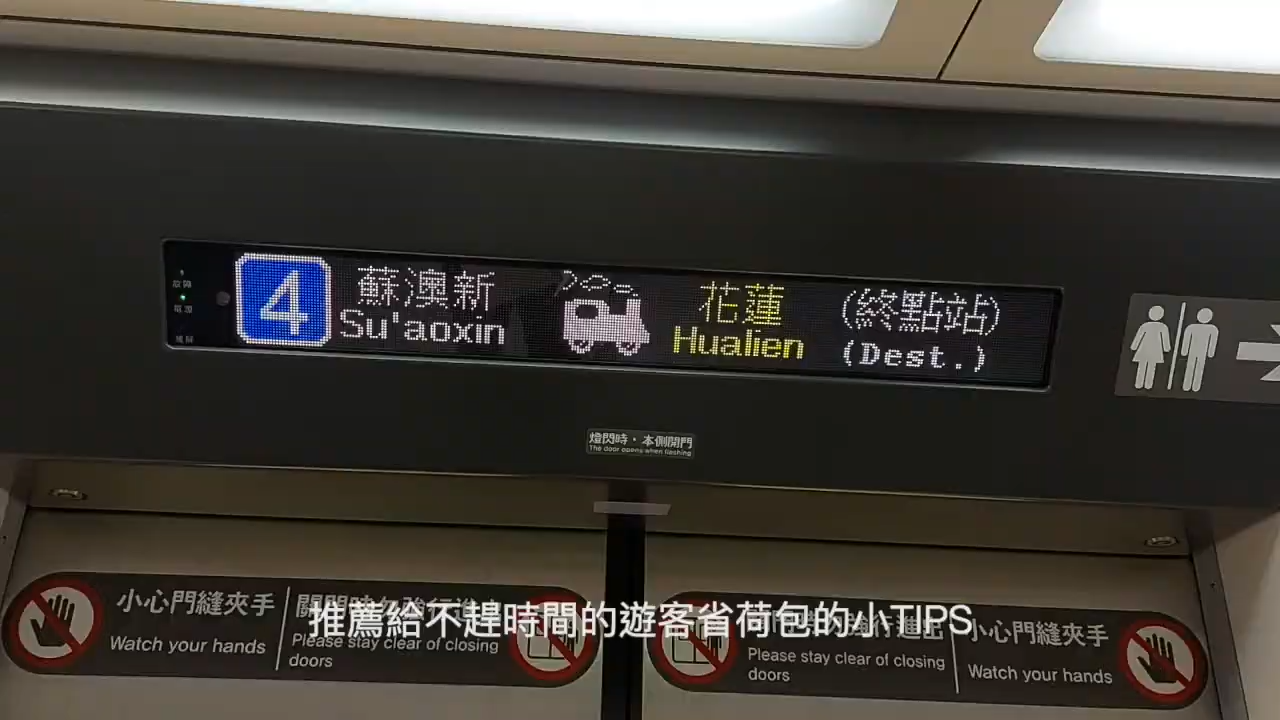 4
蘇澳新
Su'aoxin
花蓮
Hualien
(終點站)
(Dest.)
故障
燈閃時，本側開門
The door opens when flashing
小心門縫夾手
Watch your hands
Please stay clear of closing
doors
推薦給不趕時間的遊客省荷包的小TIPS
Please stay clear of closing
doors
小心門縫夾手
Watch your hands